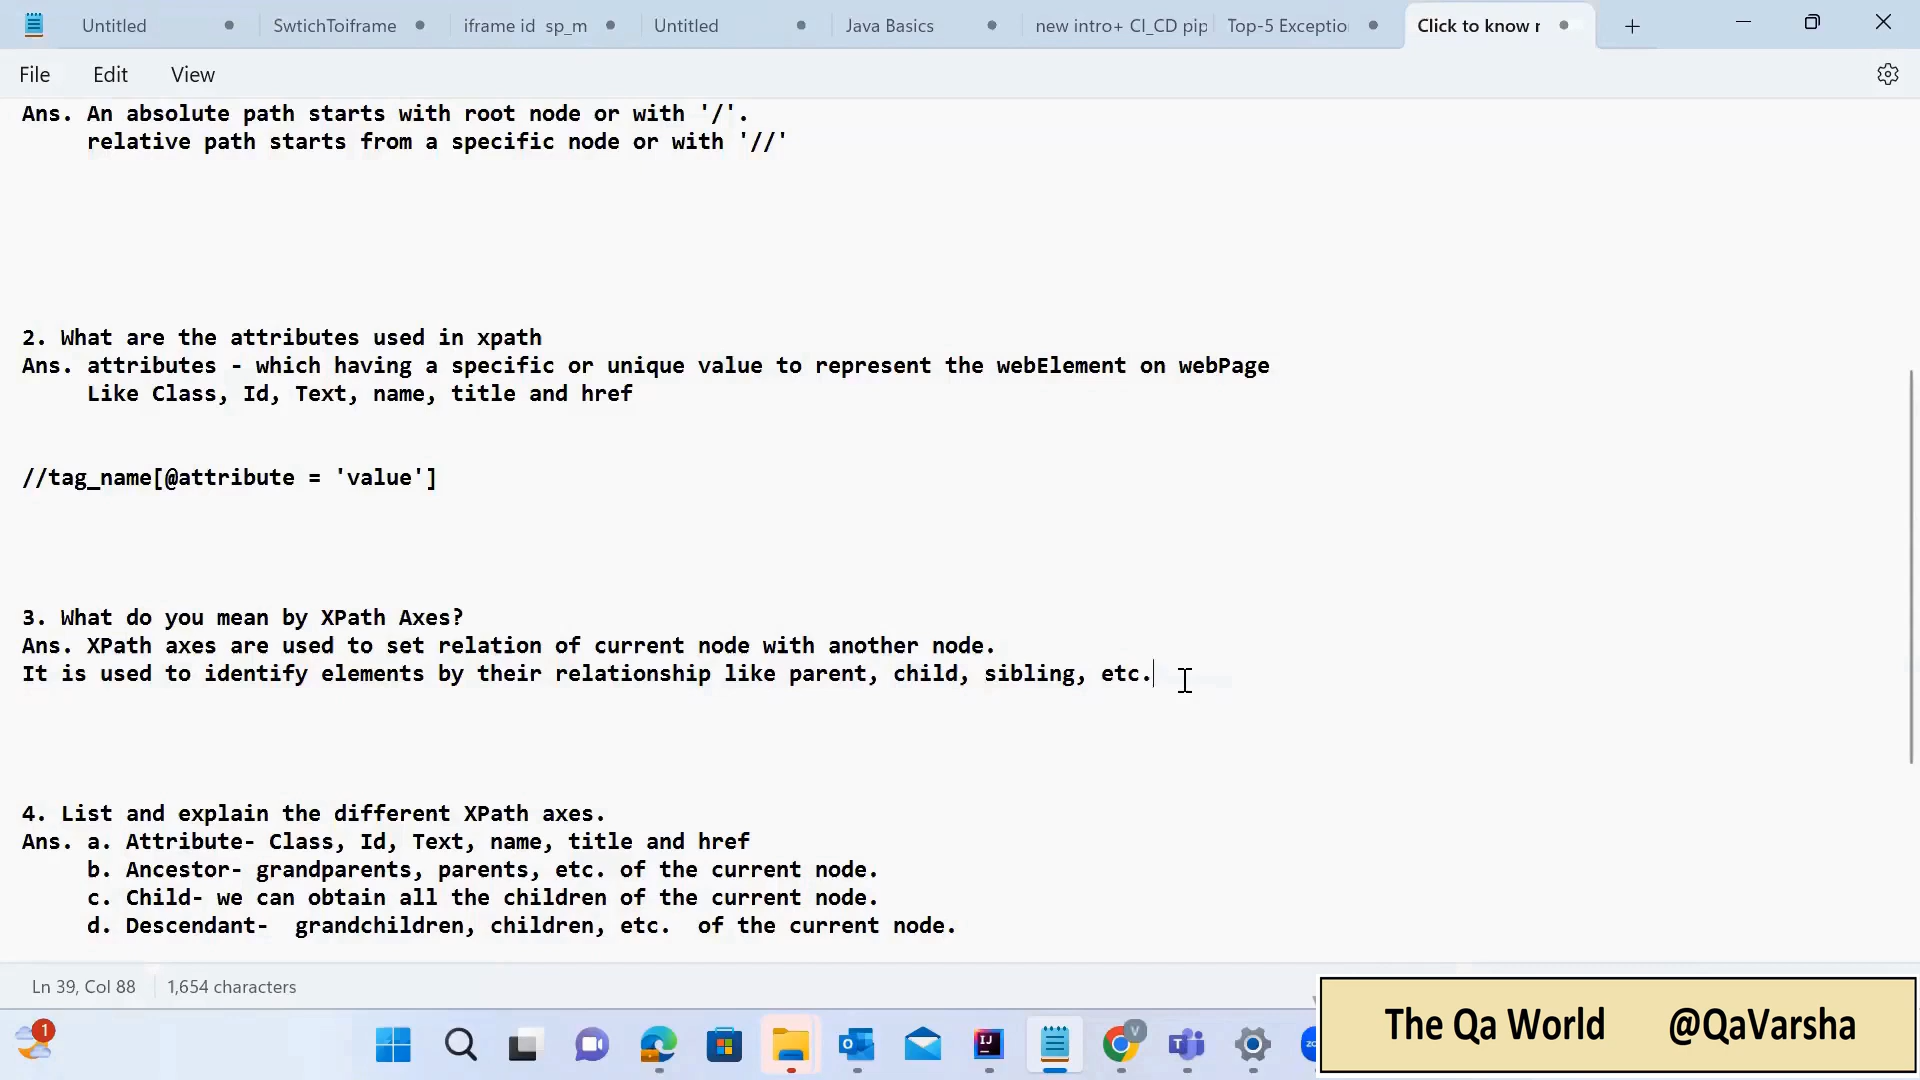 Untitled
SwtichToiframe
iframe id sp_m
Untitled
Java Basics
new intro+ CI_CD pip
Top-5 Exceptio
Click to know r
File
Edit
View
Ans. An absolute path starts with root node or with '/'.
relative path starts from a specific node or with '//'
2. What are the attributes used in xpath
Ans. attributes - which having a specific or unique value to represent the webElement on webPage
Like Class, Id, Text, name, title and href
//tag_name[@attribute = 'value']
3. What do you mean by XPath Axes?
Ans. XPath axes are used to set relation of current node with another node.
It is used to identify elements by their relationship like parent, child, sibling, etc.
4. List and explain the different XPath axes.
Ans. a. Attribute- Class, Id, Text, name, title and href
b. Ancestor- grandparents, parents, etc. of the current node.
c. Child- we can obtain all the children of the current node.
d. Descendant-  grandchildren, children, etc.  of the current node.
Ln 39, Col 88
1,654 characters
1
V
The Qa World @QaVarsha